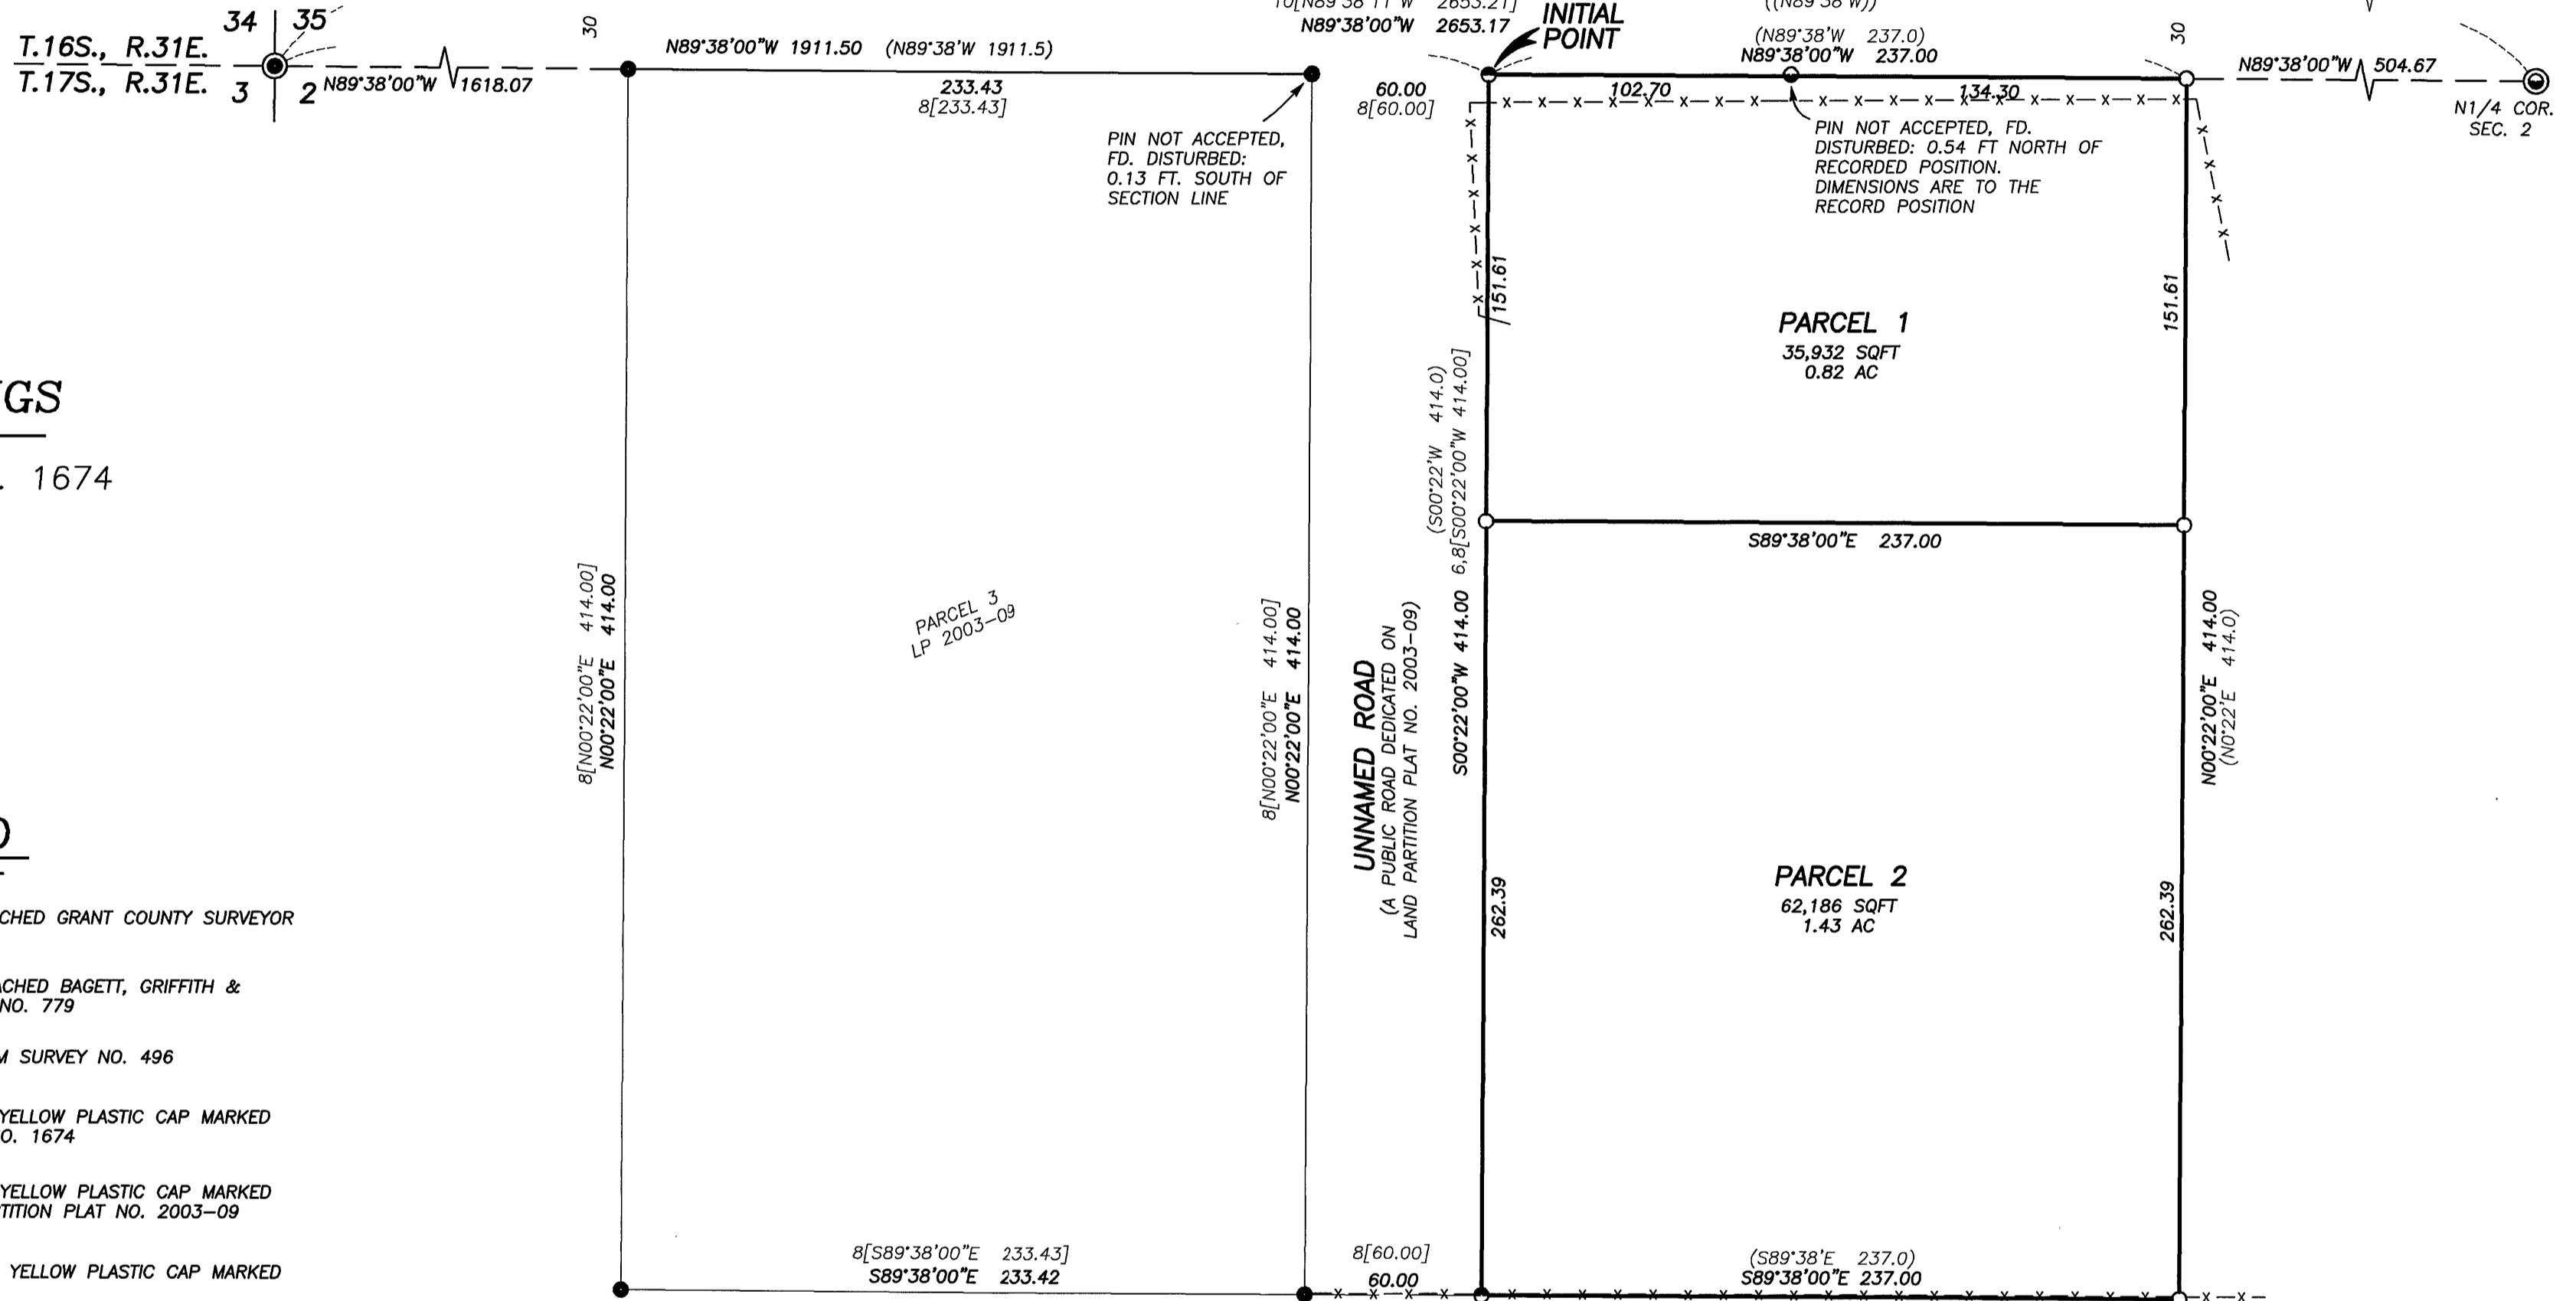 34 35
T.16S., R.31E.
T.17S., R.31E.
3 2
N89°38'00"W 1618.07
30
N89°38'00"W 1911.50 (N89°38'W 1911.5)
233.43
8[233.43]
10[N89°38'11"W 2653.21]
N89°38'00"W 2653.17
INITIAL
POINT
60.00
8[60.00]
((N89°38'W))
(N89°38'W 237.0)
N89°38'00"W 237.00
102.70
134.30
30
N89°38'00"W 504.67
N1/4 COR.
SEC. 2
PIN NOT ACCEPTED,
FD. DISTURBED:
0.13 FT. SOUTH OF
SECTION LINE
PIN NOT ACCEPTED, FD.
DISTURBED: 0.54 FT NORTH OF
RECORDED POSITION.
DIMENSIONS ARE TO THE
RECORD POSITION
151.61
151.61
PARCEL 1
35,932 SQFT
0.82 AC
GS
1674
(S00°22'W 414.0)
6,8[S00°22'00"W 414.00]
S00°22'00"W 414.00
S89°38'00"E 237.00
8[N00°22'00"E 414.00]
N00°22'00"E 414.00
PARCEL 3
LP 2003-09
8[N00°22'00"E 414.00]
N00°22'00"E 414.00
UNNAMED ROAD
(A PUBLIC ROAD DEDICATED ON
LAND PARTITION PLAT NO. 2003-09)
N00°22'00"E 414.00
(N0°22'E 414.0)
262.39
262.39
PARCEL 2
62,186 SQFT
1.43 AC
CHED GRANT COUNTY SURVEYOR
CHED BAGETT, GRIFFITH &
NO. 779
M SURVEY NO. 496
YELLOW PLASTIC CAP MARKED
O. 1674
YELLOW PLASTIC CAP MARKED
TITION PLAT NO. 2003-09
YELLOW PLASTIC CAP MARKED
8[S89°38'00"E 233.43]
S89°38'00"E 233.42
8[60.00]
60.00
(S89°38'E 237.0)
S89°38'00"E 237.00